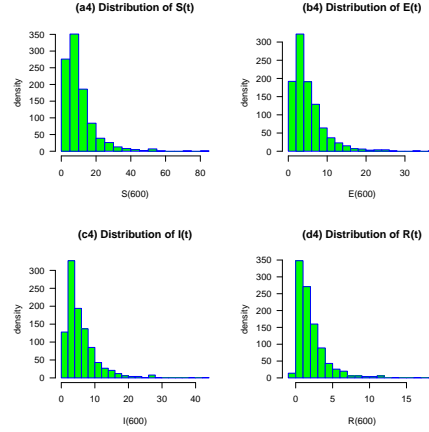 (a4) Distribution of S(t)
density
350
300
250
200
150
100
50
0
0 20 40 60 80
S(600)
(b4) Distribution of E(t)
density
300
250
200
150
100
50
0
0 10 20 30
E(600)
(c4) Distribution of I(t)
density
300
250
200
150
100
50
0
0 10 20 30 40
I(600)
(d4) Distribution of R(t)
density
350
300
250
200
150
100
50
0
0 5 10 15
R(600)